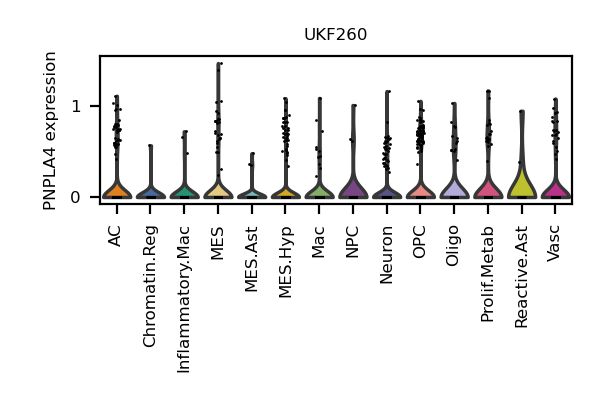 UKF260
PNPLA4 expression
1
0
AC
Chromatin.Reg
Inflammatory.Mac
MES
MES.Ast
MES.Hyp
Mac
NPC
Neuron
OPC
Oligo
Prolif.Metab
Reactive.Ast
Vasc